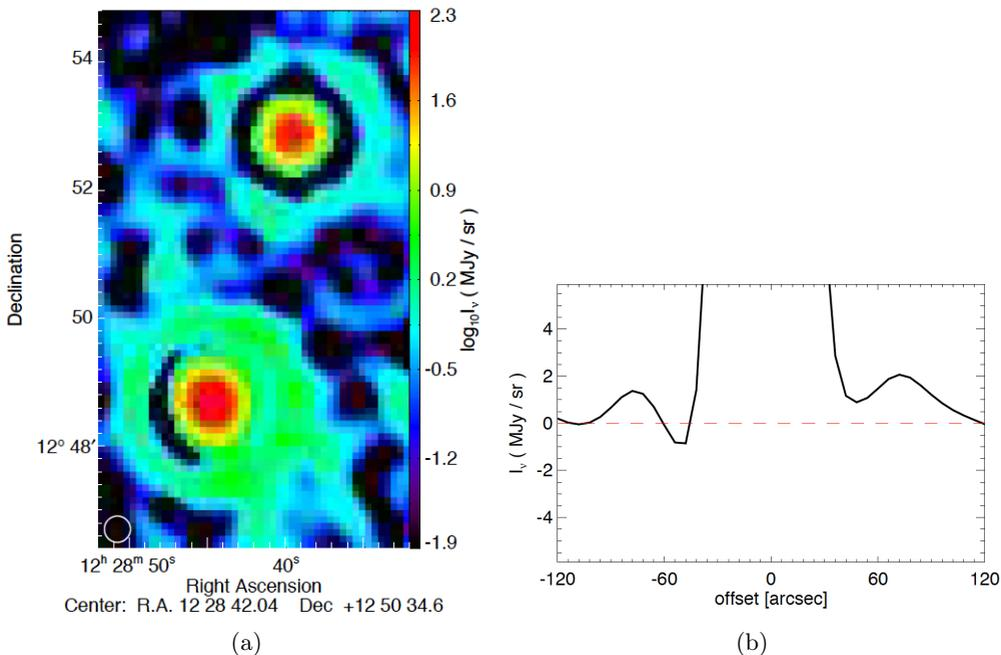 2.3
1.6
0.9
0.2
-0.5
-1.2
-1.9
log₁₀Iᵥ ( MJy / sr )
54
52
50
12° 48′
Declination
12ʰ 28ᵐ 50ˢ
40ˢ
Right Ascension
Center: R.A. 12 28 42.04 Dec +12 50 34.6
(a)
4
2
0
-2
-4
Iᵥ ( MJy / sr )
-120
-60
0
60
120
offset [arcsec]
(b)